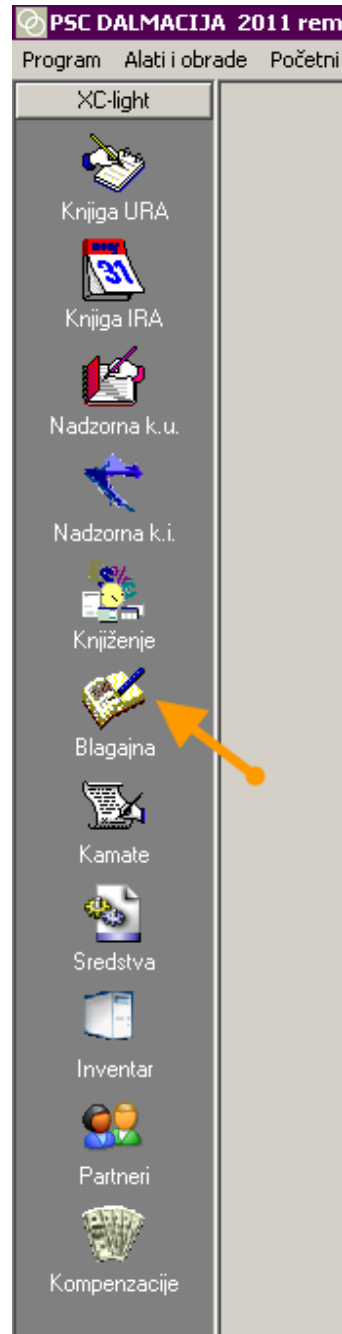 PSC DALMACIJA 2011 rem
Program Alati i obrade Početni
XC-light
Knjiga URA
31
Knjiga IRA
Nadzorna k.u.
Nadzorna k.i.
Knjiženje
Blagajna
Kamate
Sredstva
Inventar
Partneri
Kompenzacije